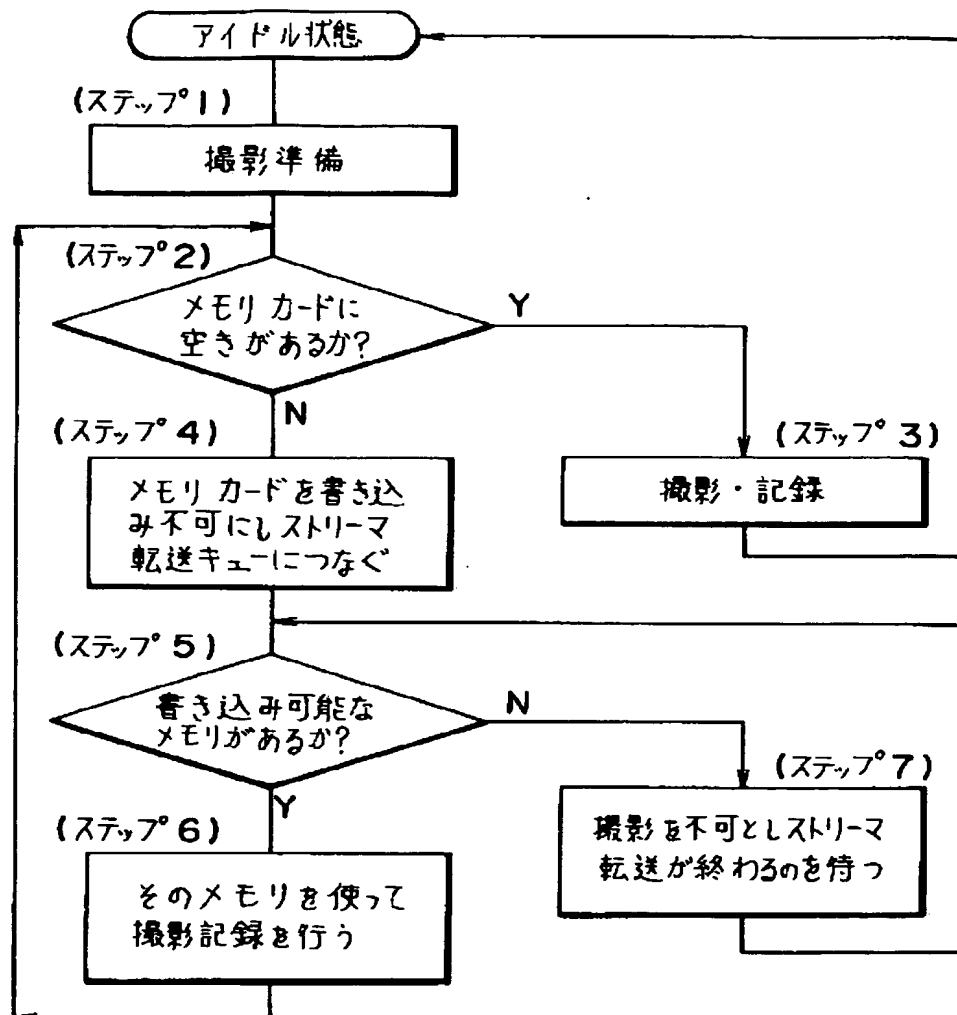 アイドル状態
(ステップ1)
撮影準備
(ステップ2)
メモリカードに
空きがあるか?
Y
N
(ステップ3)
撮影・記録
(ステップ4)
メモリカードを書き込
み不可にしストリーマ
転送キューにつなぐ
(ステップ5)
書き込み可能な
メモリがあるか?
N
Y
(ステップ7)
撮影を不可としストリーマ
転送が終わるのを待つ
(ステップ6)
そのメモリを使って
撮影記録を行う